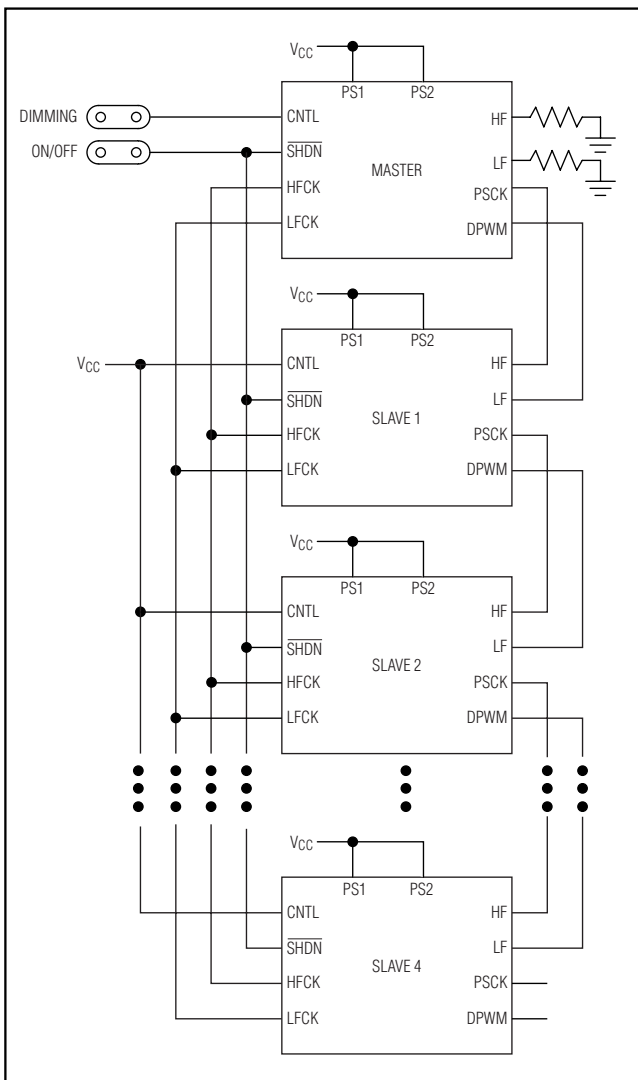 VCC
PS1 PS2
DIMMING
CNTL
HF
ON/OFF
SHDN
LF
MASTER
HFCK
PSCK
LFCK
DPWM
VCC
PS1 PS2
VCC
CNTL
HF
SHDN
LF
SLAVE 1
HFCK
PSCK
LFCK
DPWM
VCC
PS1 PS2
CNTL
HF
SHDN
LF
SLAVE 2
HFCK
PSCK
LFCK
DPWM
VCC
PS1 PS2
CNTL
HF
SHDN
LF
SLAVE 4
HFCK
PSCK
LFCK
DPWM